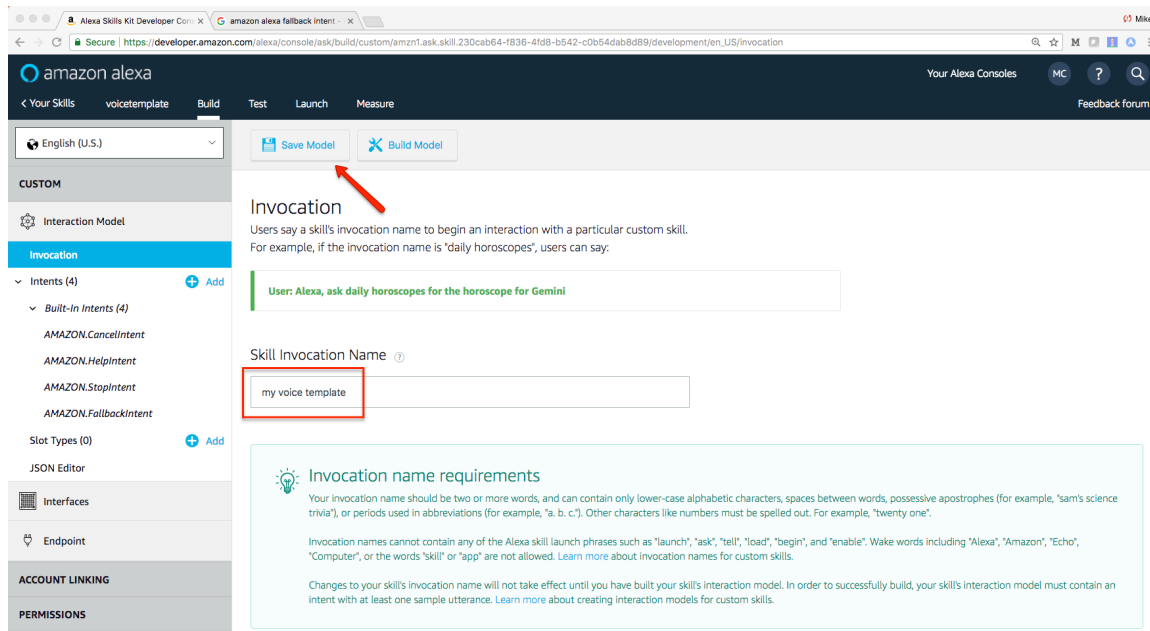 Alexa Skills Kit Developer Con
amazon alexa fallback intent -
Mike
Secure | https://developer.amazon.com/alexa/console/ask/build/custom/amzn1.ask.skill.230cab64-f836-4fd8-b542-c0b54dab8d89/development/en_US/invocation
amazon alexa
Your Alexa Consoles
MC
?
< Your Skills
voicetemplate
Build
Test
Launch
Measure
Feedback forum
English (U.S.)
Save Model
Build Model
CUSTOM
Interaction Model
Invocation
Intents (4)
Add
Built-In Intents (4)
AMAZON.CancelIntent
AMAZON.HelpIntent
AMAZON.StopIntent
AMAZON.FallbackIntent
Slot Types (0)
Add
JSON Editor
Interfaces
Endpoint
ACCOUNT LINKING
PERMISSIONS
Invocation
Users say a skill's invocation name to begin an interaction with a particular custom skill.
For example, if the invocation name is "daily horoscopes", users can say:
User: Alexa, ask daily horoscopes for the horoscope for Gemini
Skill Invocation Name ?
my voice template
Invocation name requirements
Your invocation name should be two or more words, and can contain only lower-case alphabetic characters, spaces between words, possessive apostrophes (for example, "sam's science
trivia"), or periods used in abbreviations (for example, "a. b. c."). Other characters like numbers must be spelled out. For example, "twenty one".
Invocation names cannot contain any of the Alexa skill launch phrases such as "launch", "ask", "tell", "load", "begin", and "enable". Wake words including "Alexa", "Amazon", "Echo",
"Computer", or the words "skill" or "app" are not allowed. Learn more about invocation names for custom skills.
Changes to your skill's invocation name will not take effect until you have built your skill's interaction model. In order to successfully build, your skill's interaction model must contain an
intent with at least one sample utterance. Learn more about creating interaction models for custom skills.